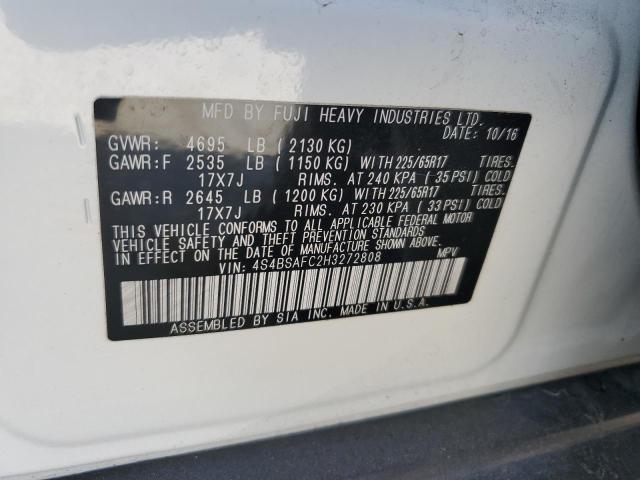 MFD BY FUJI HEAVY INDUSTRIES LTD.
DATE: 10/16
GVWR: 4695 LB ( 2130 KG)
GAWR:F 2535 LB ( 1150 KG) WITH 225/65R17 TIRES.
17X7J RIMS. AT 240 KPA ( 35 PSI) COLD
GAWR:R 2645 LB ( 1200 KG) WITH 225/65R17 TIRES.
17X7J RIMS. AT 230 KPA ( 33 PSI) COLD
THIS VEHICLE CONFORMS TO ALL APPLICABLE FEDERAL MOTOR
VEHICLE SAFETY AND THEFT PREVENTION STANDARDS
IN EFFECT ON THE DATE OF MANUFACTURE SHOWN ABOVE.
VIN: 4S4BSAFC2H3272808 MPV
ASSEMBLED BY SIA INC. MADE IN U.S.A.